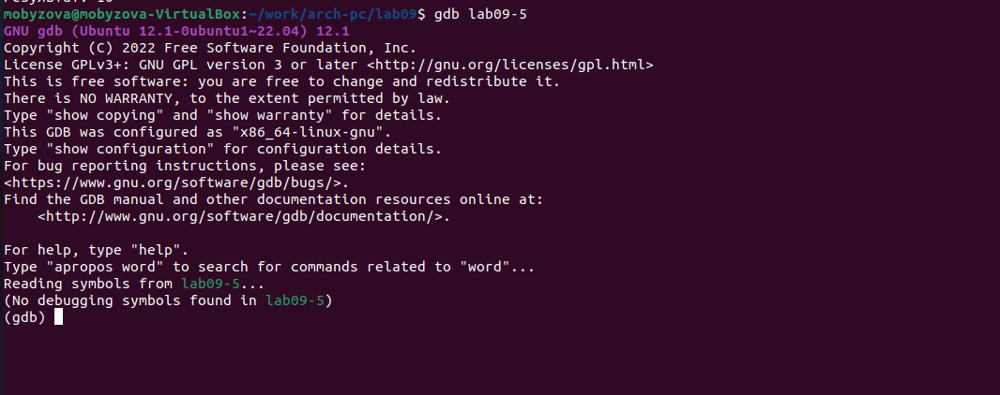 mobyzova@mobyzova-VirtualBox:~/work/arch-pc/lab09$ gdb lab09-5
GNU gdb (Ubuntu 12.1-0ubuntu1~22.04) 12.1
Copyright (C) 2022 Free Software Foundation, Inc.
License GPLv3+: GNU GPL version 3 or later <http://gnu.org/licenses/gpl.html>
This is free software: you are free to change and redistribute it.
There is NO WARRANTY, to the extent permitted by law.
Type "show copying" and "show warranty" for details.
This GDB was configured as "x86_64-linux-gnu".
Type "show configuration" for configuration details.
For bug reporting instructions, please see:
<https://www.gnu.org/software/gdb/bugs/>.
Find the GDB manual and other documentation resources online at:
    <http://www.gnu.org/software/gdb/documentation/>.

For help, type "help".
Type "apropos word" to search for commands related to "word"...
Reading symbols from lab09-5...
(No debugging symbols found in lab09-5)
(gdb)